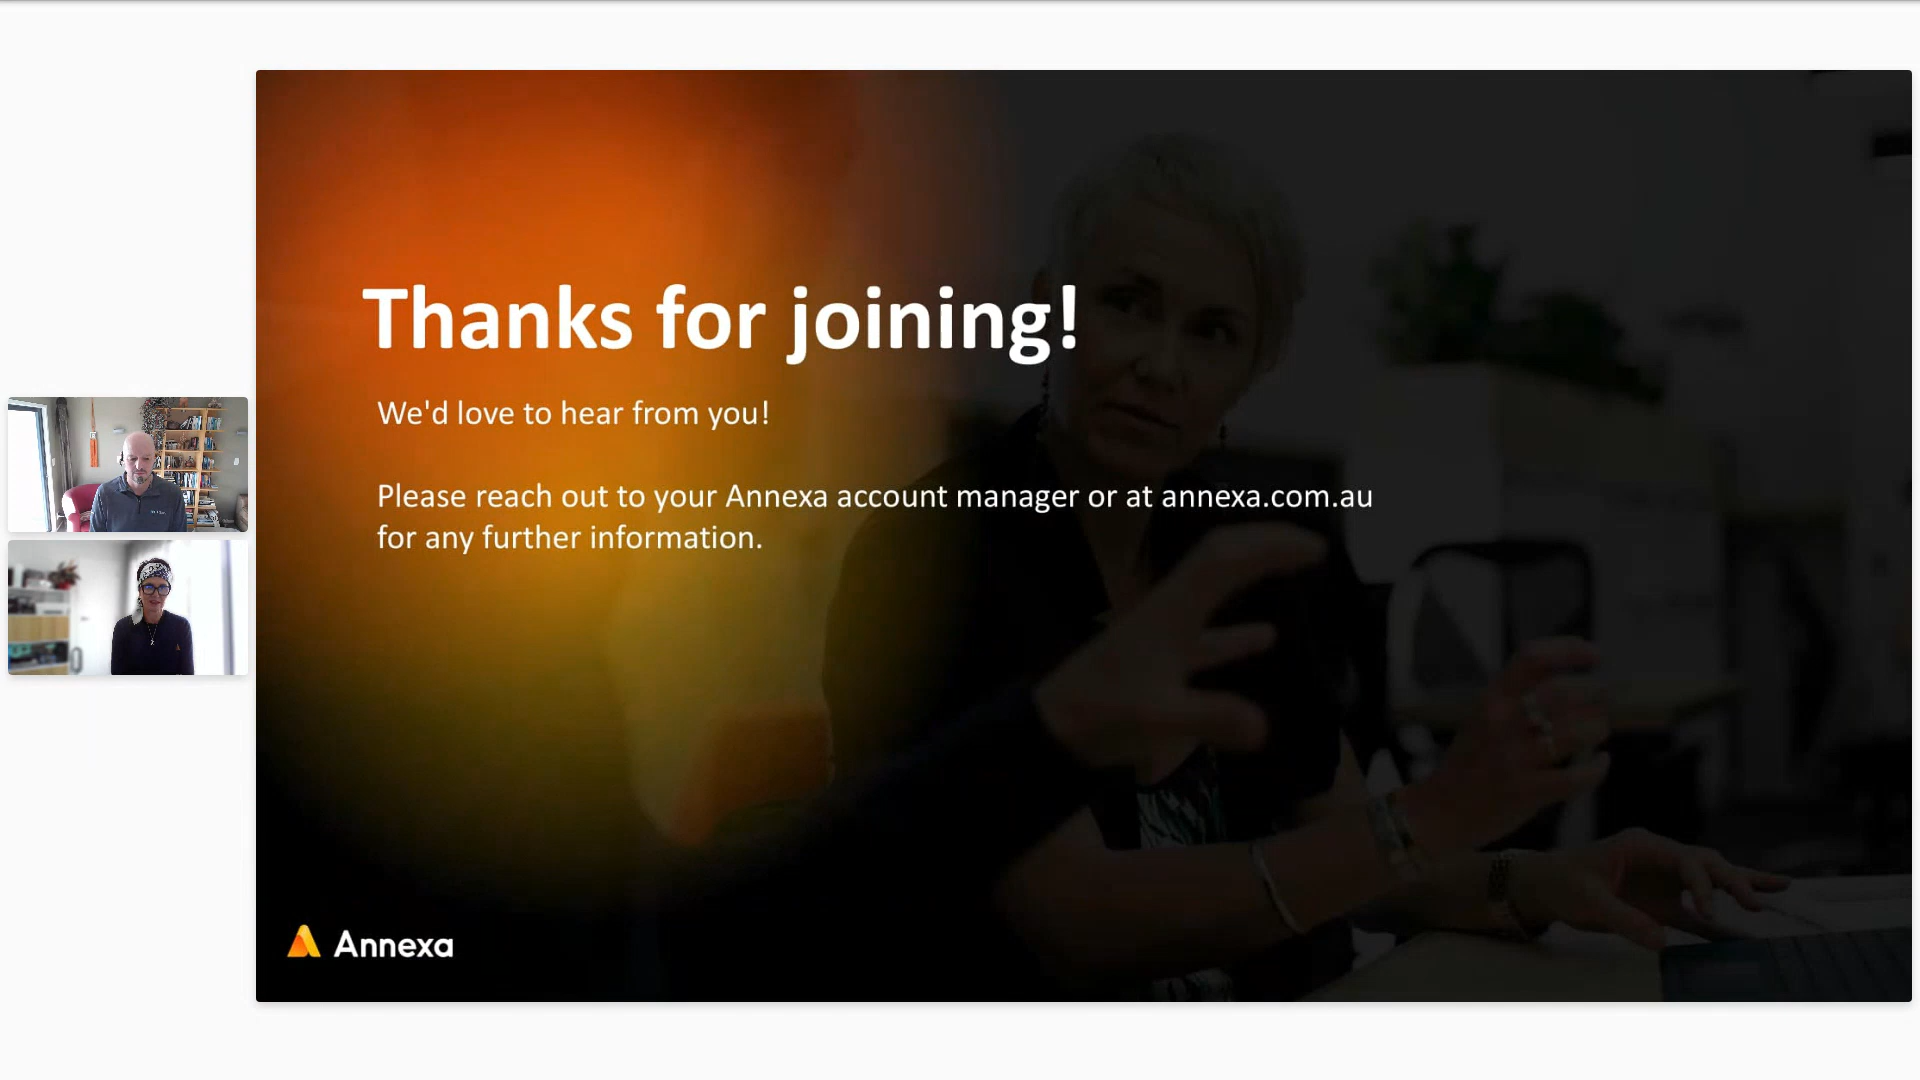 Thanks for joining!
We'd love to hear from you!
Please reach out to your Annexa account manager or at annexa.com.au
for any further information.
Annexa